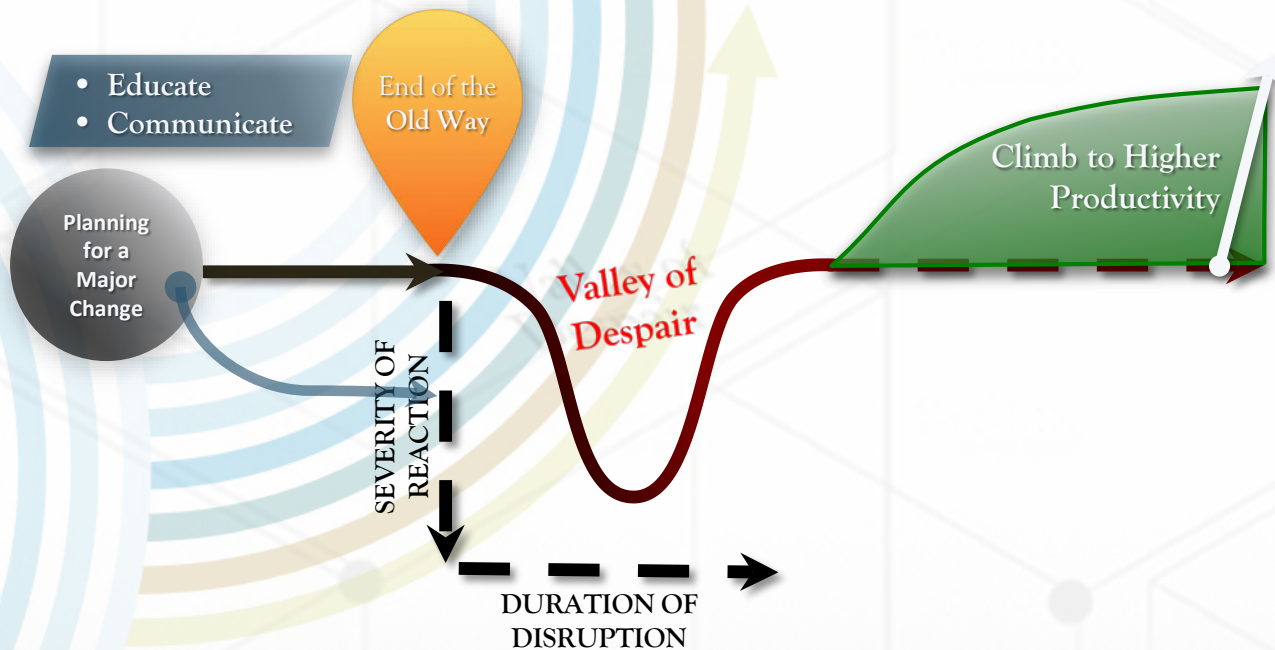 • Educate
• Communicate
End of the
Old Way
Planning
for a
Major
Change
Valley of
Despair
Climb to Higher
Productivity
SEVERITY OF
REACTION
DURATION OF
DISRUPTION